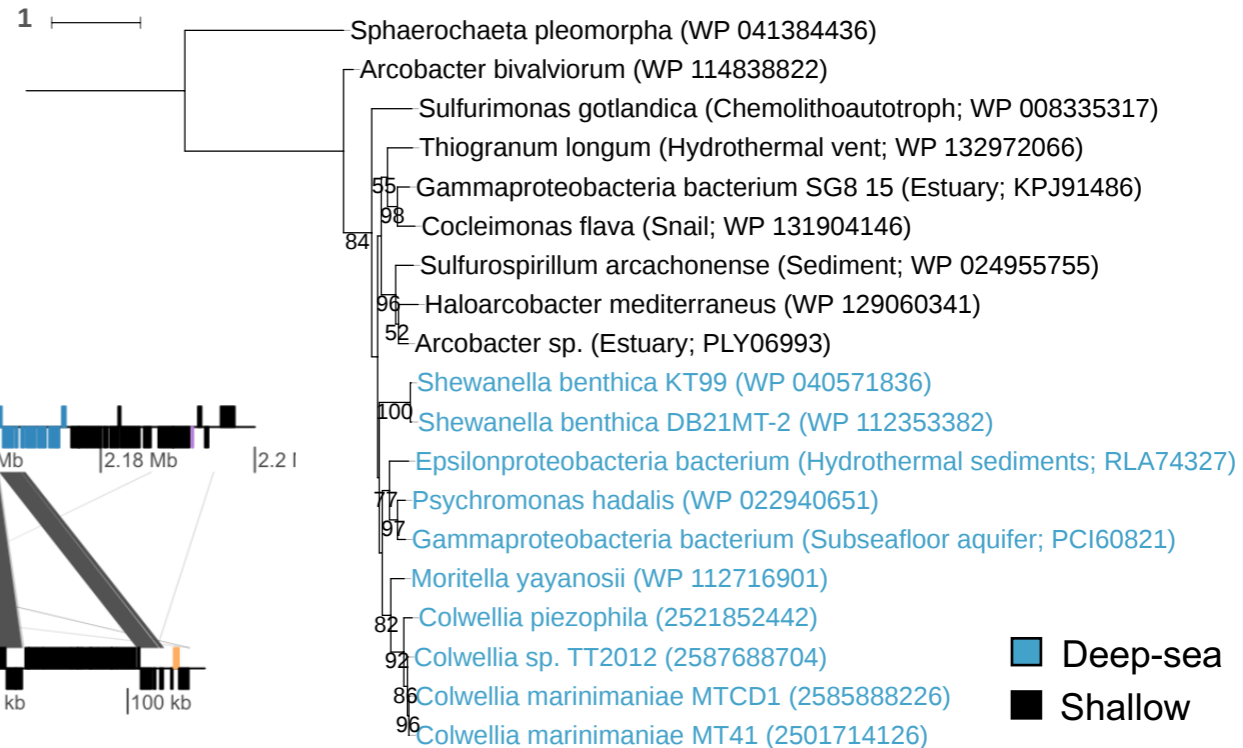 1
Sphaerochaeta pleomorpha (WP 041384436)
Arcobacter bivalviorum (WP 114838822)
Sulfurimonas gotlandica (Chemolithoautotroph; WP 008335317)
Thiogranum longum (Hydrothermal vent; WP 132972066)
55
Gammaproteobacteria bacterium SG8 15 (Estuary; KPJ91486)
98
Cocleimonas flava (Snail; WP 131904146)
84
Sulfurospirillum arcachonense (Sediment; WP 024955755)
96
Haloarcobacter mediterraneus (WP 129060341)
52
Arcobacter sp. (Estuary; PLY06993)
Shewanella benthica KT99 (WP 040571836)
100
Shewanella benthica DB21MT-2 (WP 112353382)
Mb
2.18 Mb
2.2
Epsilonproteobacteria bacterium (Hydrothermal sediments; RLA74327)
77
Psychromonas hadalis (WP 022940651)
97
Gammaproteobacteria bacterium (Subseafloor aquifer; PCI60821)
Moritella yayanosii (WP 112716901)
82
Colwellia piezophila (2521852442)
92
Colwellia sp. TT2012 (2587688704)
86
Colwellia marinimaniae MTCD1 (2585888226)
96
Colwellia marinimaniae MT41 (2501714126)
kb
100 kb
Deep-sea
Shallow